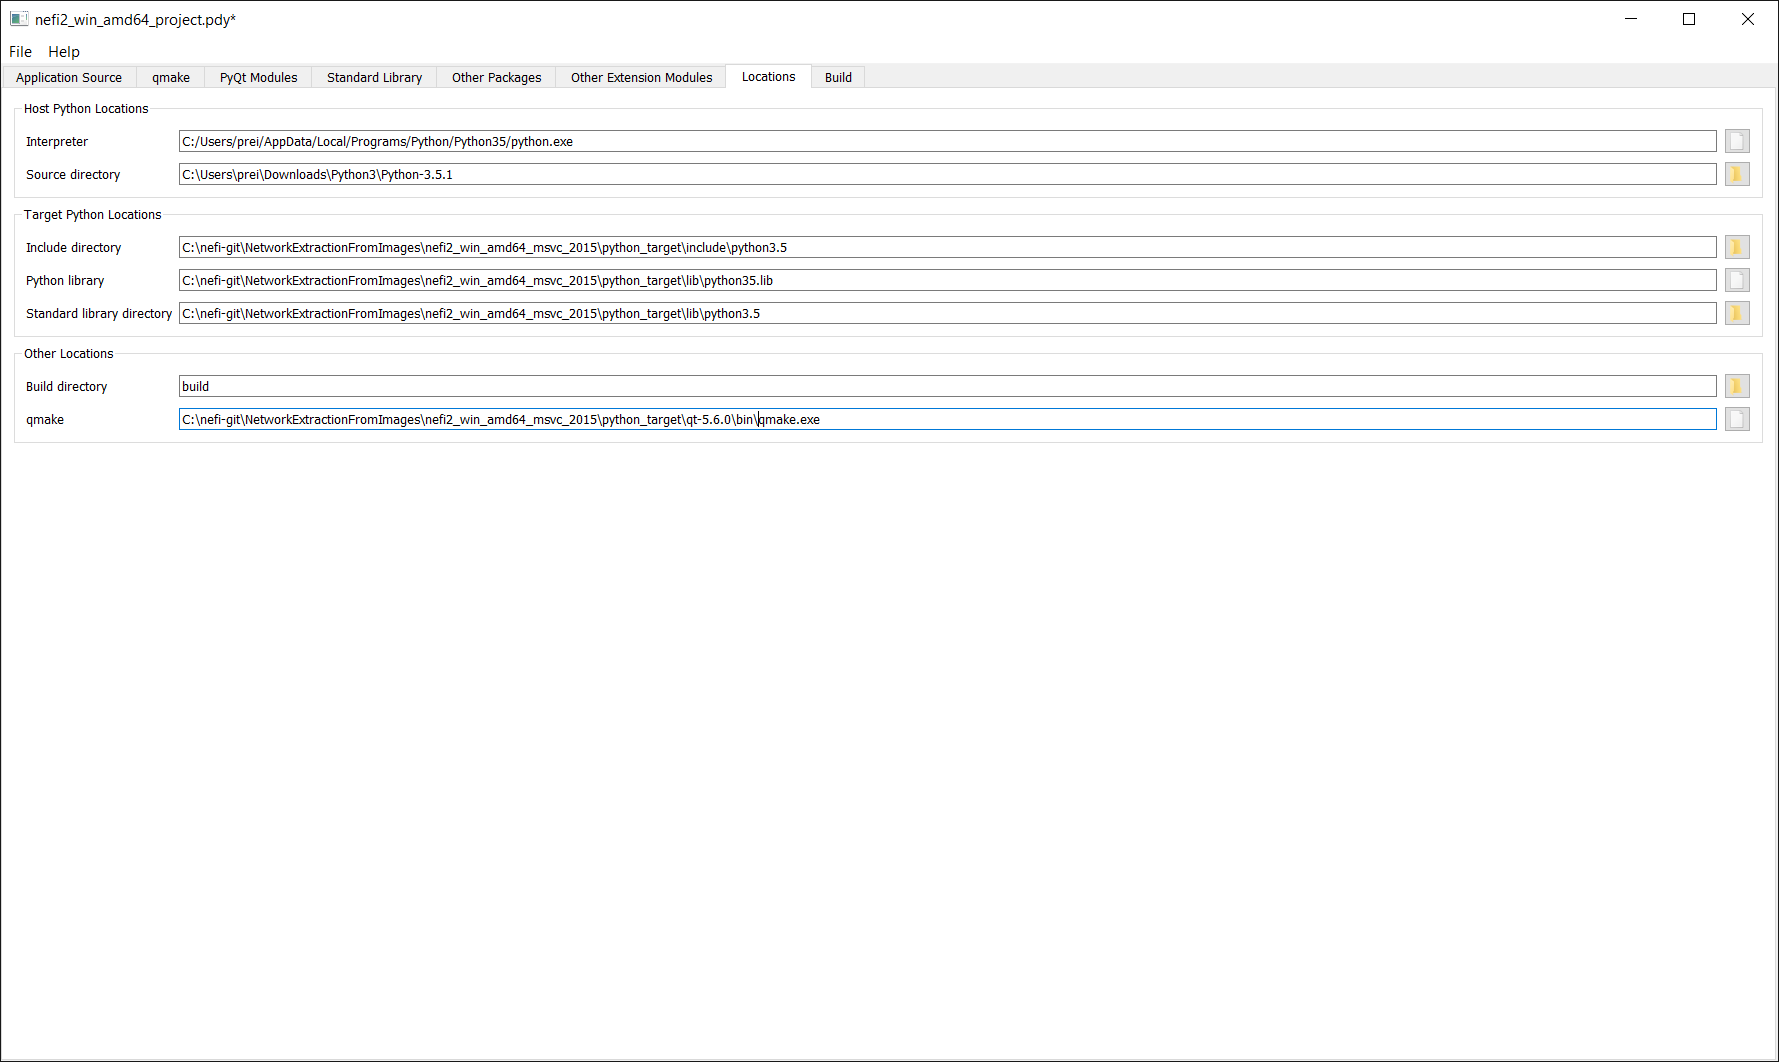 nefi2_win_amd64_project.pdy*
File Help
Application Source qmake PyQt Modules Standard Library Other Packages Other Extension Modules Locations Build
Host Python Locations
Interpreter C:/Users/prei/AppData/Local/Programs/Python/Python35/python.exe
Source directory C:\Users\prei\Downloads\Python3\Python-3.5.1
Target Python Locations
Include directory C:\nefi-git\NetworkExtractionFromImages\nefi2_win_amd64_msvc_2015\python_target\include\python3.5
Python library C:\nefi-git\NetworkExtractionFromImages\nefi2_win_amd64_msvc_2015\python_target\lib\python35.lib
Standard library directory C:\nefi-git\NetworkExtractionFromImages\nefi2_win_amd64_msvc_2015\python_target\lib\python3.5
Other Locations
Build directory build
qmake C:\nefi-git\NetworkExtractionFromImages\nefi2_win_amd64_msvc_2015\python_target\qt-5.6.0\bin\qmake.exe